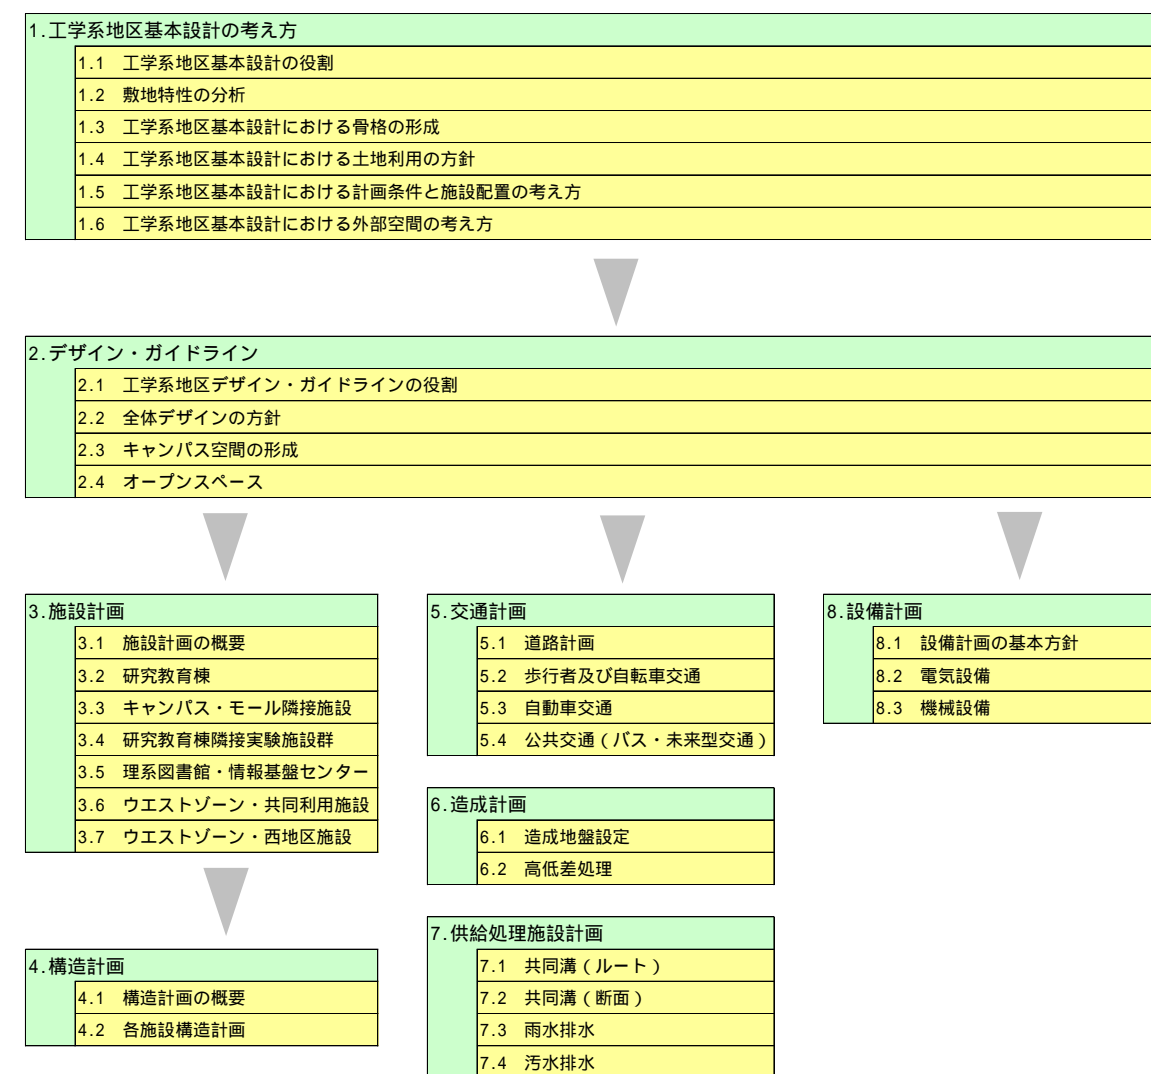 1.工学系地区基本設計の考え方
1.1 工学系地区基本設計の役割
1.2 敷地特性の分析
1.3 工学系地区基本設計における骨格の形成
1.4 工学系地区基本設計における土地利用の方針
1.5 工学系地区基本設計における計画条件と施設配置の考え方
1.6 工学系地区基本設計における外部空間の考え方
2.デザイン・ガイドライン
2.1 工学系地区デザイン・ガイドラインの役割
2.2 全体デザインの方針
2.3 キャンパス空間の形成
2.4 オープンスペース
3.施設計画
3.1 施設計画の概要
3.2 研究教育棟
3.3 キャンパス・モール隣接施設
3.4 研究教育棟隣接実験施設群
3.5 理系図書館・情報基盤センター
3.6 ウエストゾーン・共同利用施設
3.7 ウエストゾーン・西地区施設
4.構造計画
4.1 構造計画の概要
4.2 各施設構造計画
5.交通計画
5.1 道路計画
5.2 歩行者及び自転車交通
5.3 自動車交通
5.4 公共交通(バス・未来型交通)
6.造成計画
6.1 造成地盤設定
6.2 高低差処理
7.供給処理施設計画
7.1 共同溝(ルート)
7.2 共同溝(断面)
7.3 雨水排水
7.4 汚水排水
8.設備計画
8.1 設備計画の基本方針
8.2 電気設備
8.3 機械設備